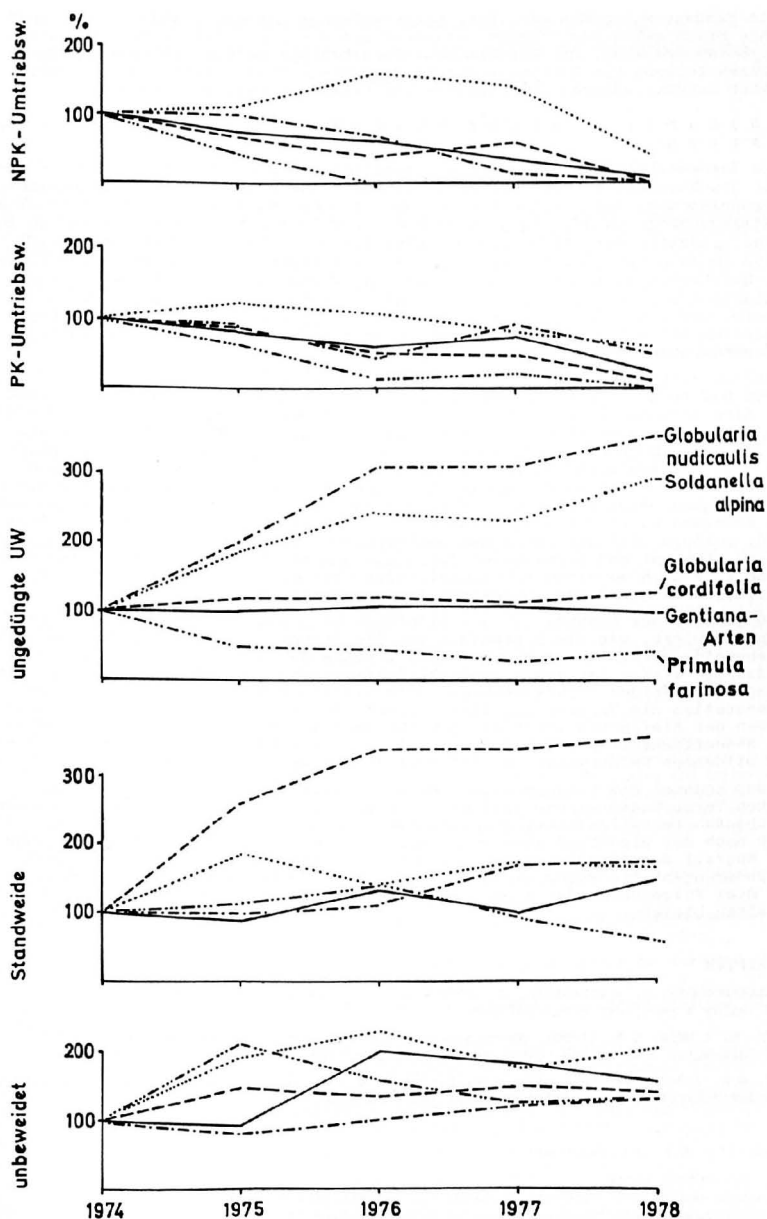 %
200
100
NPK-Umtriebsw.
200
100
PK-Umtriebsw.
300
200
100
ungedüngte UW
Globularia
nudicaulis
Soldanella
alpina
Globularia
cordifolia
Gentiana-
Arten
Primula
farinosa
300
200
100
Standweide
200
100
unbeweidet
1974 1975 1976 1977 1978